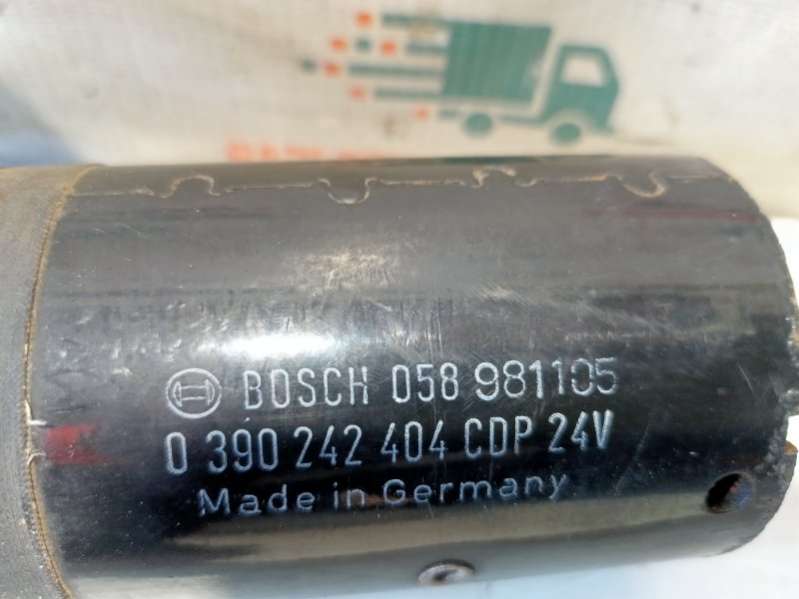 BOSCH 058 981105
0 390 242 404 CDP 24V
Made in Germany